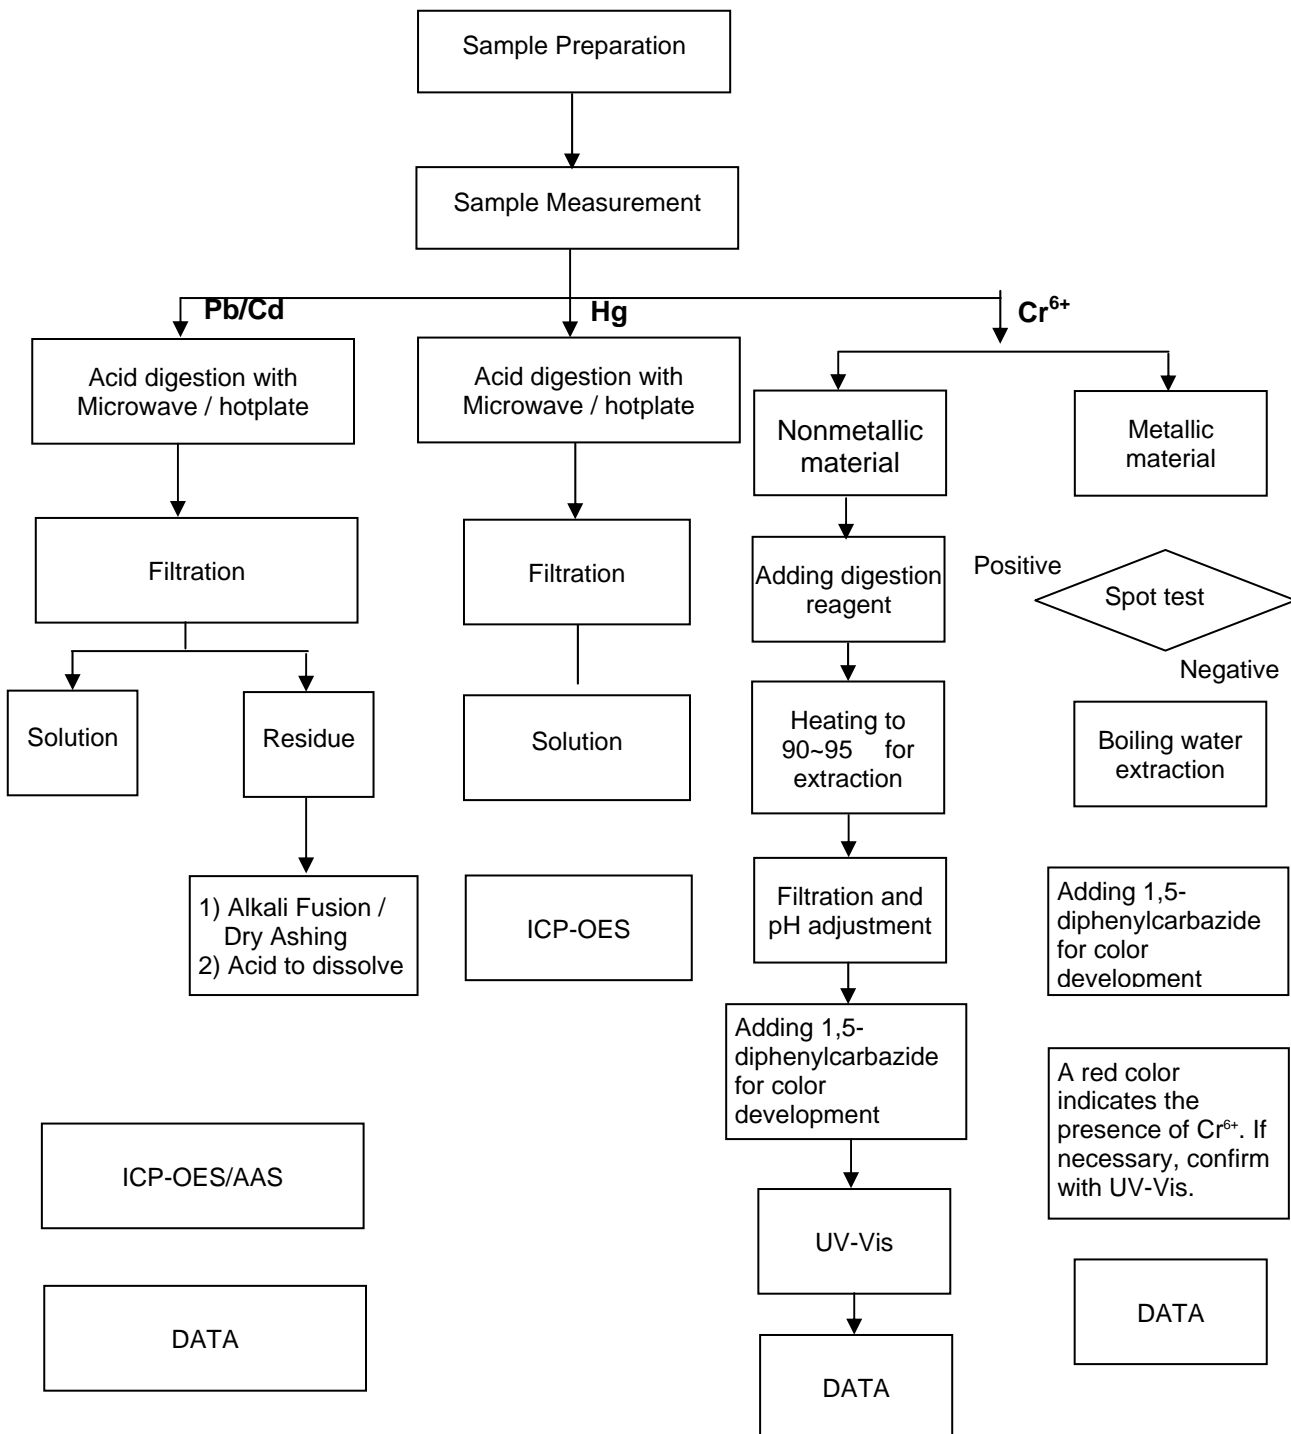 Sample Preparation
Sample Measurement
Pb/Cd
Hg
Cr⁶⁺
Acid digestion with
Microwave / hotplate
Acid digestion with
Microwave / hotplate
Nonmetallic
material
Metallic
material
Filtration
Filtration
Adding digestion
reagent
Positive
Spot test
Negative
Solution
Residue
Solution
Heating to
90~95 for
extraction
Boiling water
extraction
1) Alkali Fusion /
Dry Ashing
2) Acid to dissolve
ICP-OES
Filtration and
pH adjustment
Adding 1,5-
diphenylcarbazide
for color
development
Adding 1,5-
diphenylcarbazide
for color
development
A red color
indicates the
presence of Cr⁶⁺. If
necessary, confirm
with UV-Vis.
ICP-OES/AAS
UV-Vis
DATA
DATA
DATA